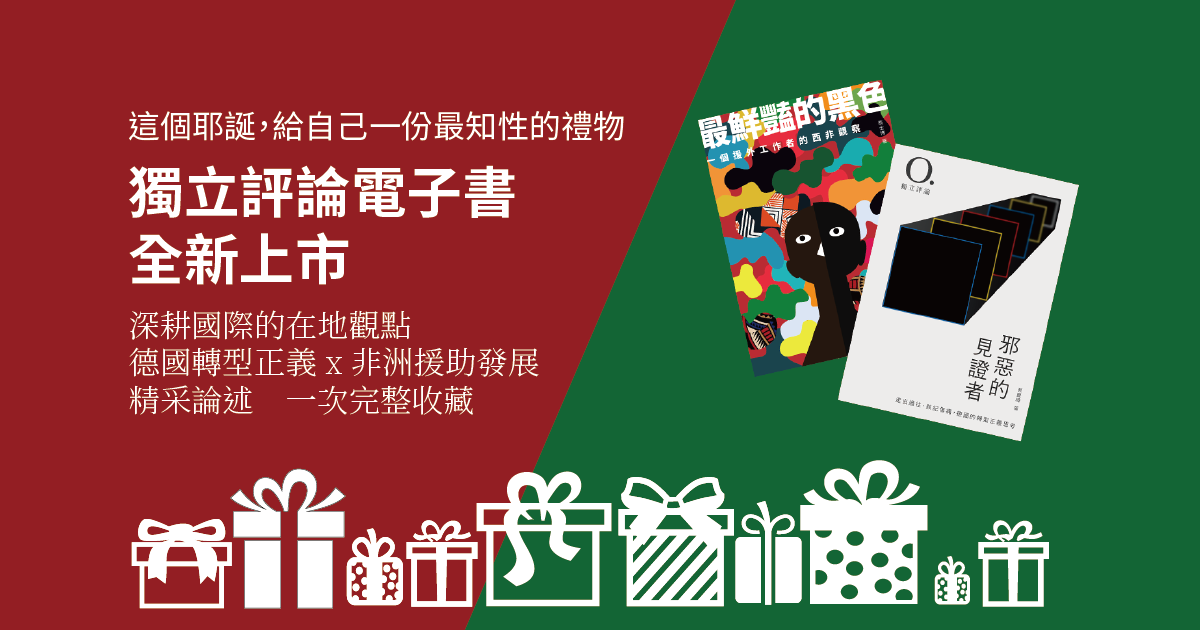 這個耶誕，給自己一份最知性的禮物
獨立評論電子書
全新上市
深耕國際的在地觀點
德國轉型正義 x 非洲援助發展
精采論述　一次完整收藏
最鮮豔的黑色
一個援外工作者的西非觀察
O.
獨立評論
邪惡的
見證者